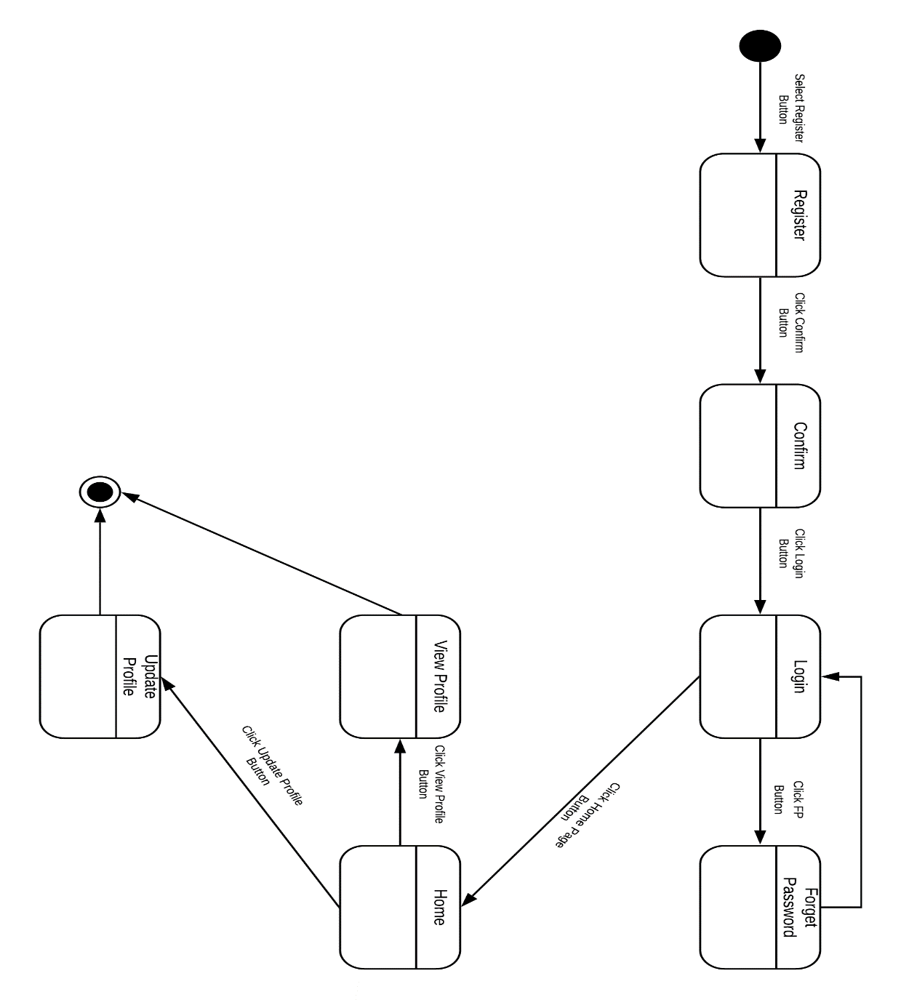 Select Register
Button
Register
Click Confirm
Button
Confirm
Click Login
Button
Login
Click FP
Button
Forget
Password
Click Home Page
Button
Home
Click View Profile
Button
View Profile
Click Update Profile
Button
Update
Profile